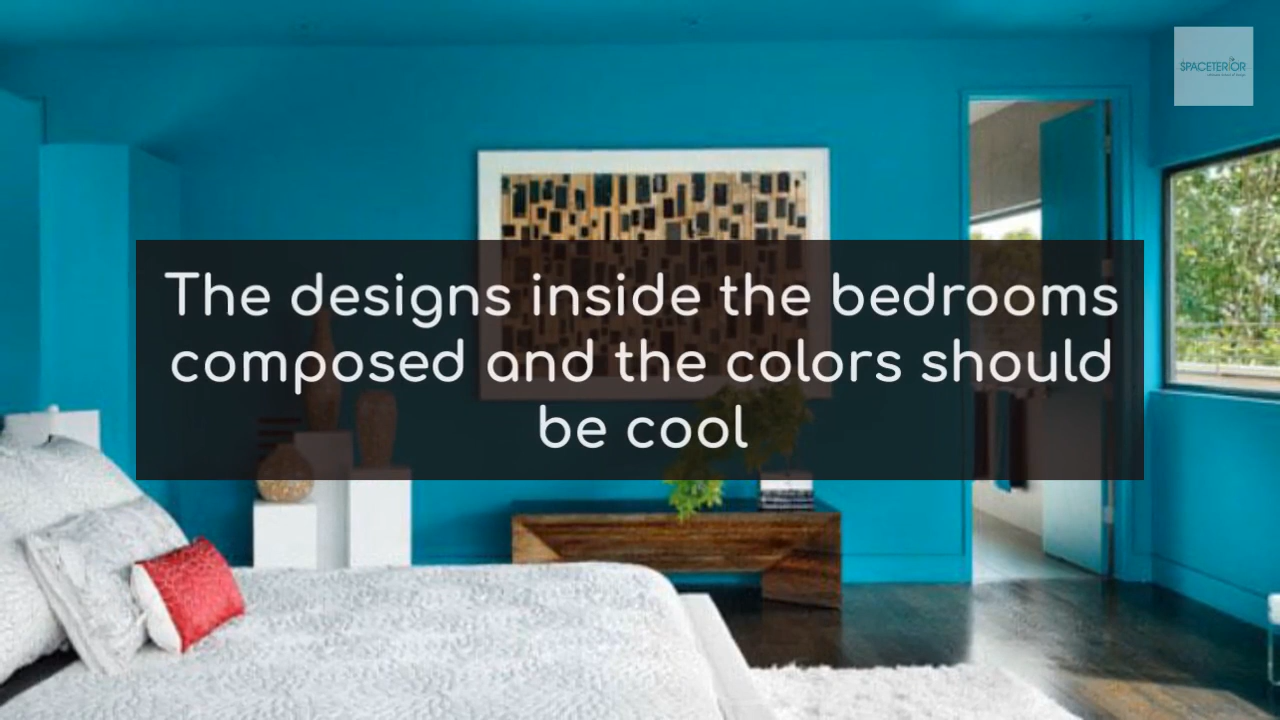 SPACETERIOR
The designs inside the bedrooms
composed and the colors should
be cool